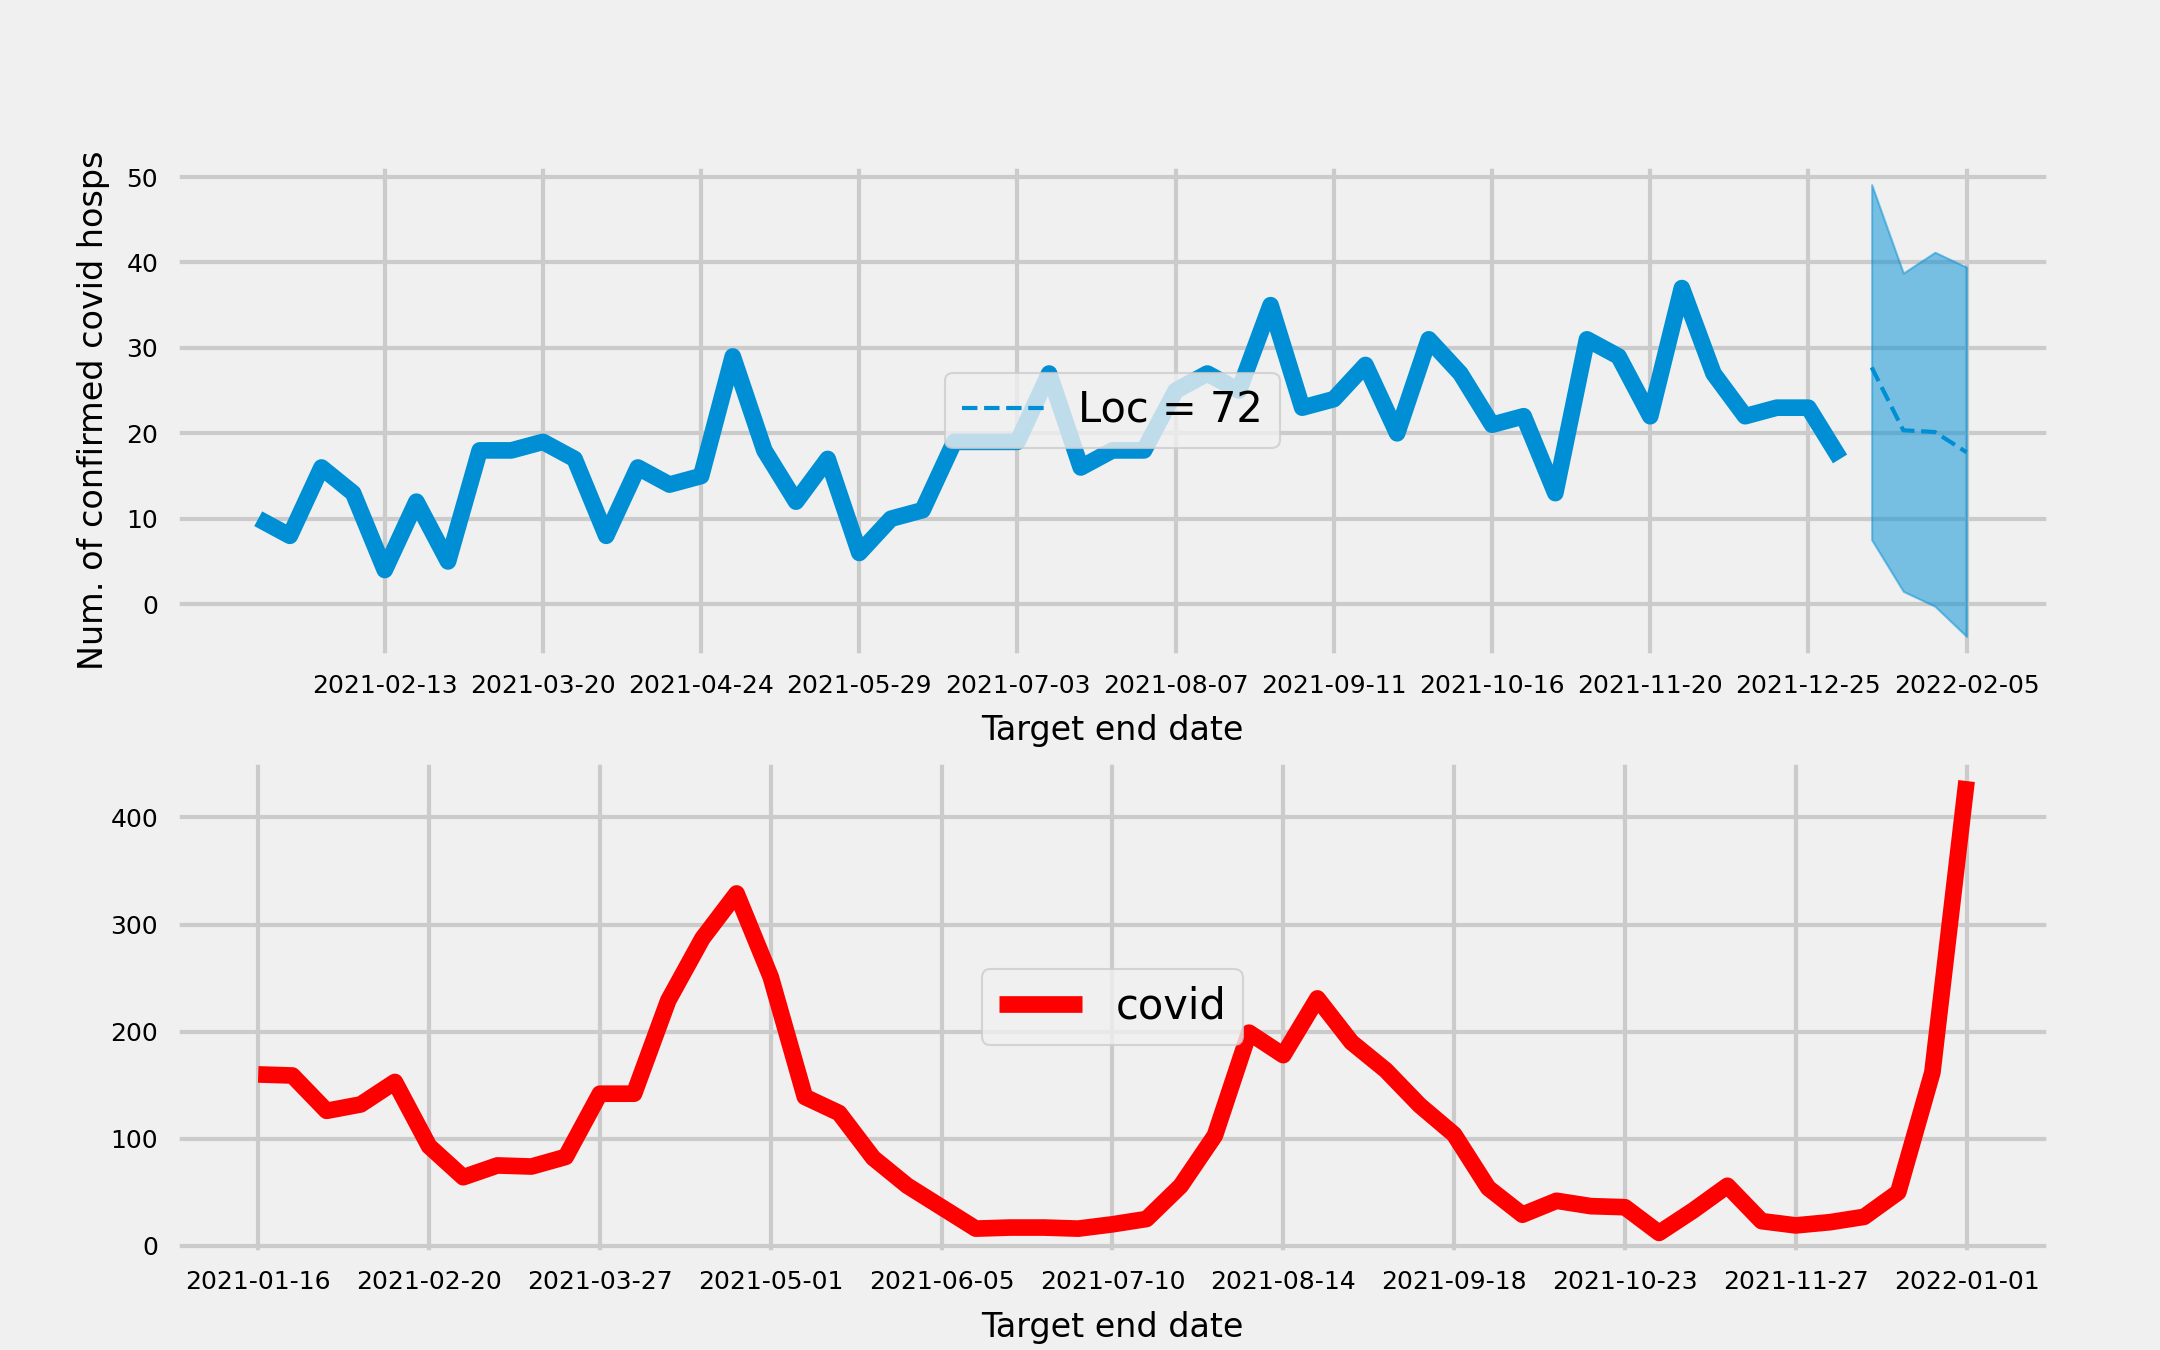 Num. of confirmed covid hosps
50
40
30
20
10
0
Loc = 72
2021-02-13 2021-03-20 2021-04-24 2021-05-29 2021-07-03 2021-08-07 2021-09-11 2021-10-16 2021-11-20 2021-12-25 2022-02-05
Target end date
400
300
200
100
0
covid
2021-01-16 2021-02-20 2021-03-27 2021-05-01 2021-06-05 2021-07-10 2021-08-14 2021-09-18 2021-10-23 2021-11-27 2022-01-01
Target end date